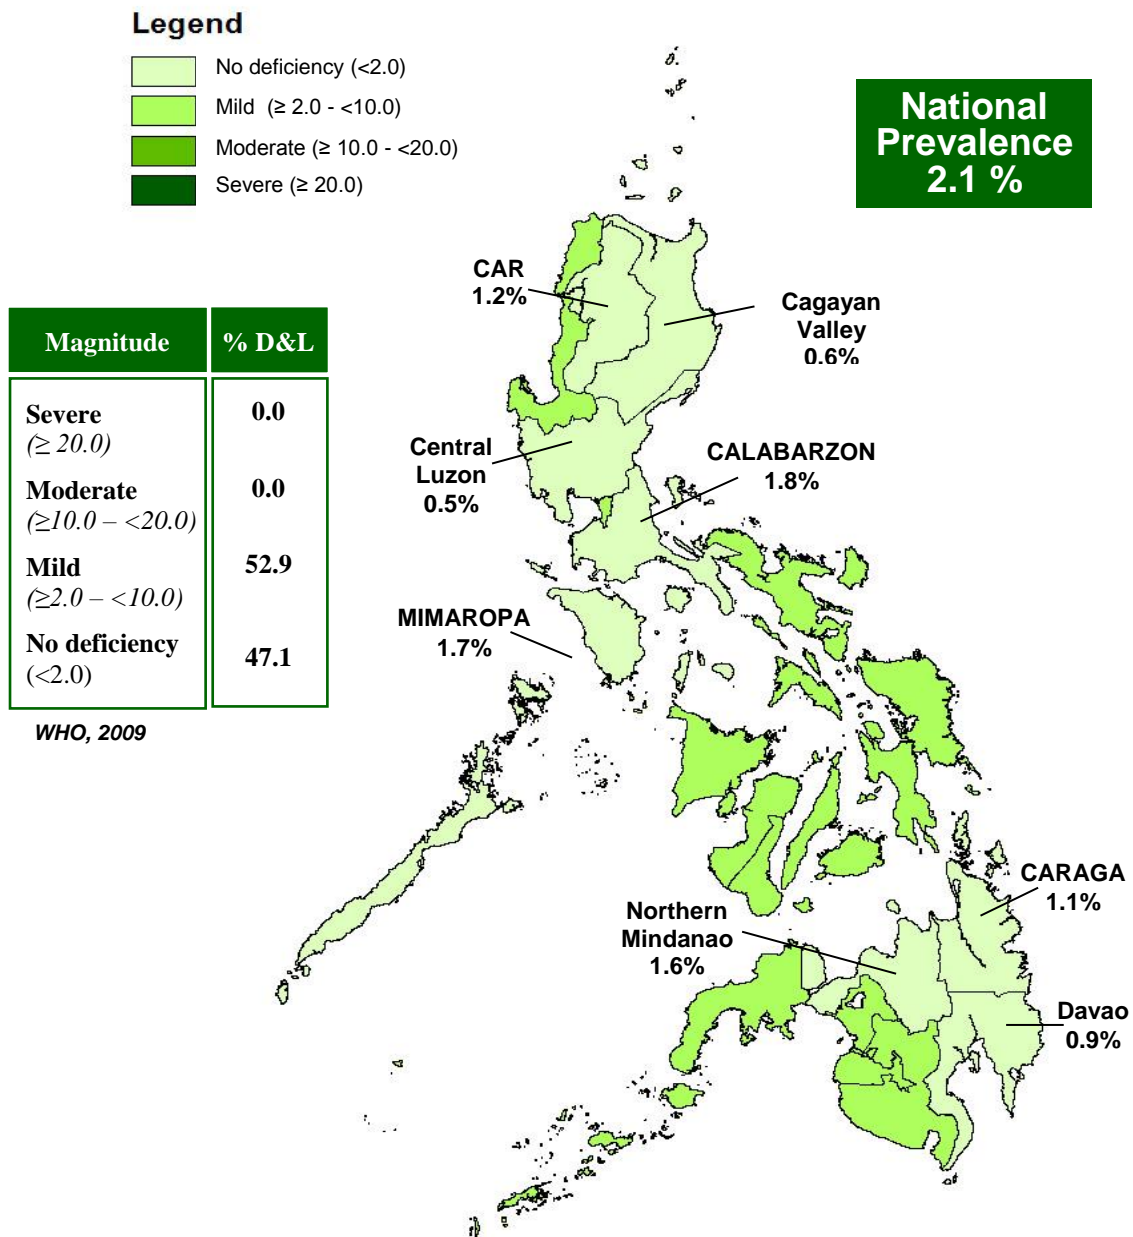 Legend
No deficiency (<2.0)
Mild (≥ 2.0 - <10.0)
Moderate (≥ 10.0 - <20.0)
Severe (≥ 20.0)
National
Prevalence
2.1 %
CAR
1.2%
Cagayan
Valley
0.6%
Magnitude % D&L
Severe 0.0
(≥ 20.0)
Moderate 0.0
(≥10.0 – <20.0)
Mild 52.9
(≥2.0 – <10.0)
No deficiency 47.1
(<2.0)
WHO, 2009
Central
Luzon
0.5%
CALABARZON
1.8%
MIMAROPA
1.7%
CARAGA
1.1%
Northern
Mindanao
1.6%
Davao
0.9%